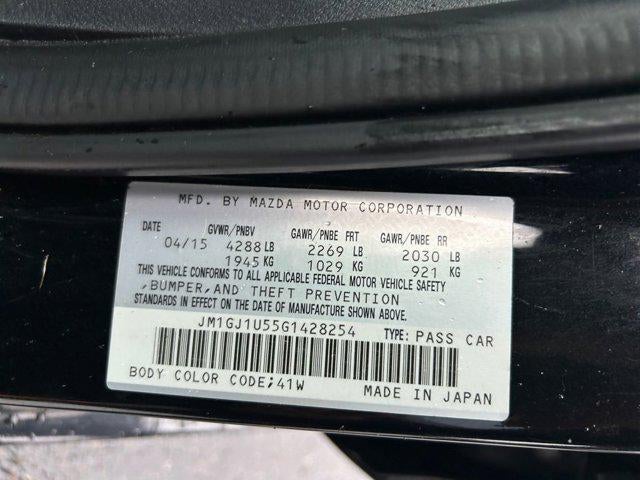 MFD. BY MAZDA MOTOR CORPORATION
DATE GVWR/PNBV GAWR/PNBE FRT GAWR/PNBE RR
04/15 4288 LB 2269 LB 2030 LB
1945 KG 1029 KG 921 KG
THIS VEHICLE CONFORMS TO ALL APPLICABLE FEDERAL MOTOR VEHICLE SAFETY
,BUMPER,AND THEFT PREVENTION
STANDARDS IN EFFECT ON THE DATE OF MANUFACTURE SHOWN ABOVE.
JM1GJ1U55G1428254 TYPE: PASS CAR
BODY COLOR CODE;41W MADE IN JAPAN